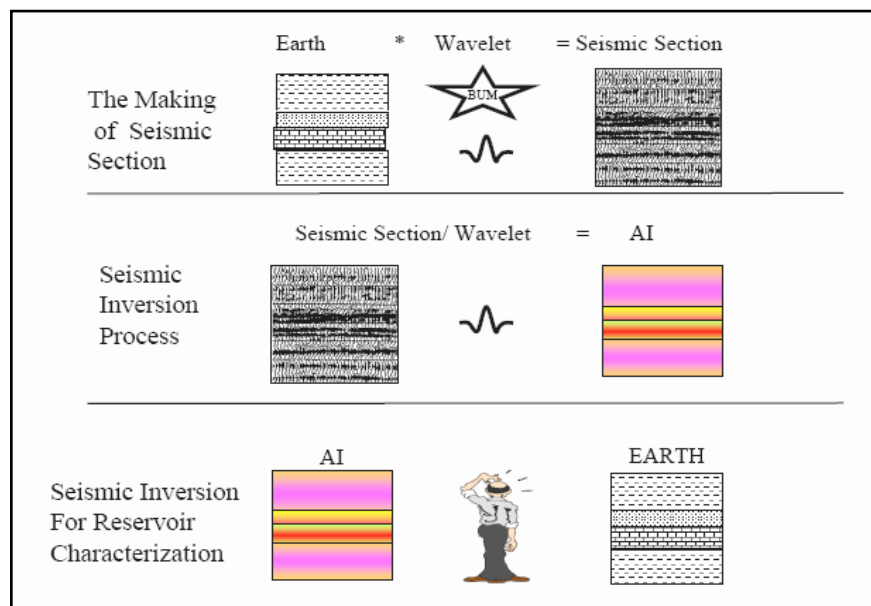 Earth * Wavelet = Seismic Section
BUM
The Making
of Seismic
Section
Seismic Section/ Wavelet = AI
Seismic
Inversion
Process
AI
EARTH
Seismic Inversion
For Reservoir
Characterization